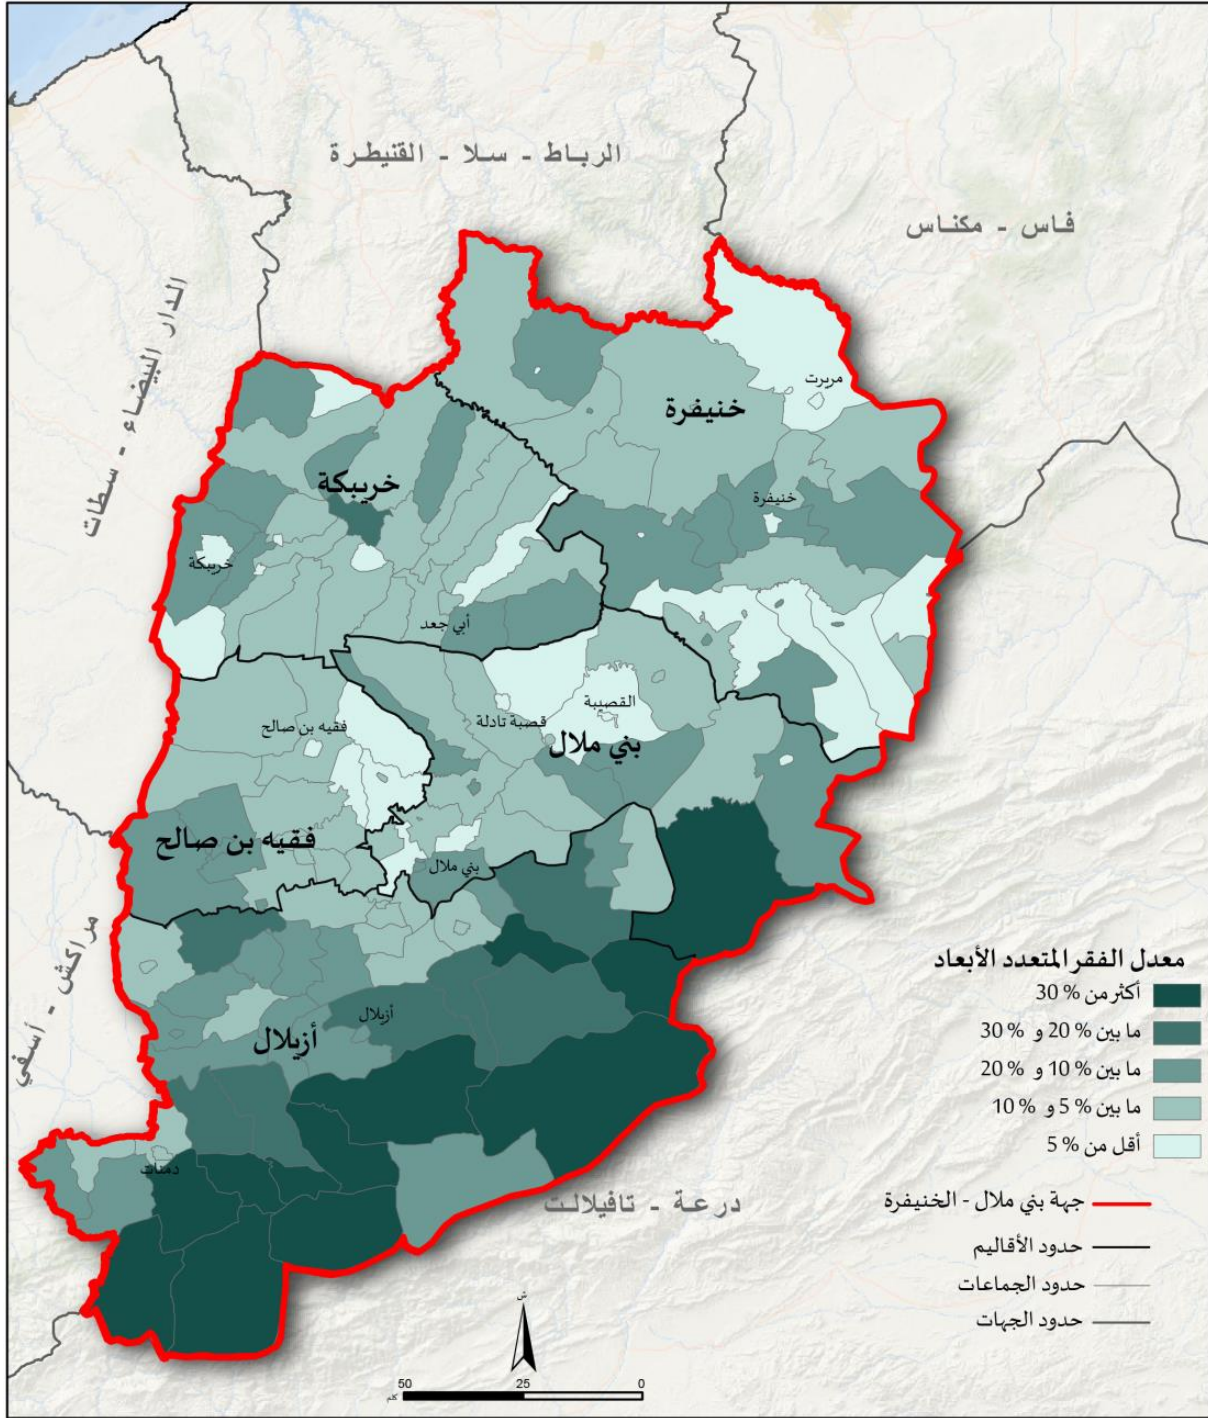 الرباط - سلا - القنيطرة
فاس - مكناس
الدار البيضاء - سطات
مريرت
خنيفرة
خريبكة
خنيفرة
خريبكة
أبي جعد
القصيبة
فقيه بن صالح
قصبة تادلة
بني ملال
فقيه بن صالح
بني ملال
مراكش - أسفي
أزيلال
أزيلال
دمنات
درعة - تافيلالت
معدل الفقر المتعدد الأبعاد
أكثر من % 30
ما بين % 20 و % 30
ما بين % 10 و % 20
ما بين % 5 و % 10
أقل من % 5
جهة بني ملال - الخنيفرة
حدود الأقاليم
حدود الجماعات
حدود الجهات
ش
50 25 0
كلم